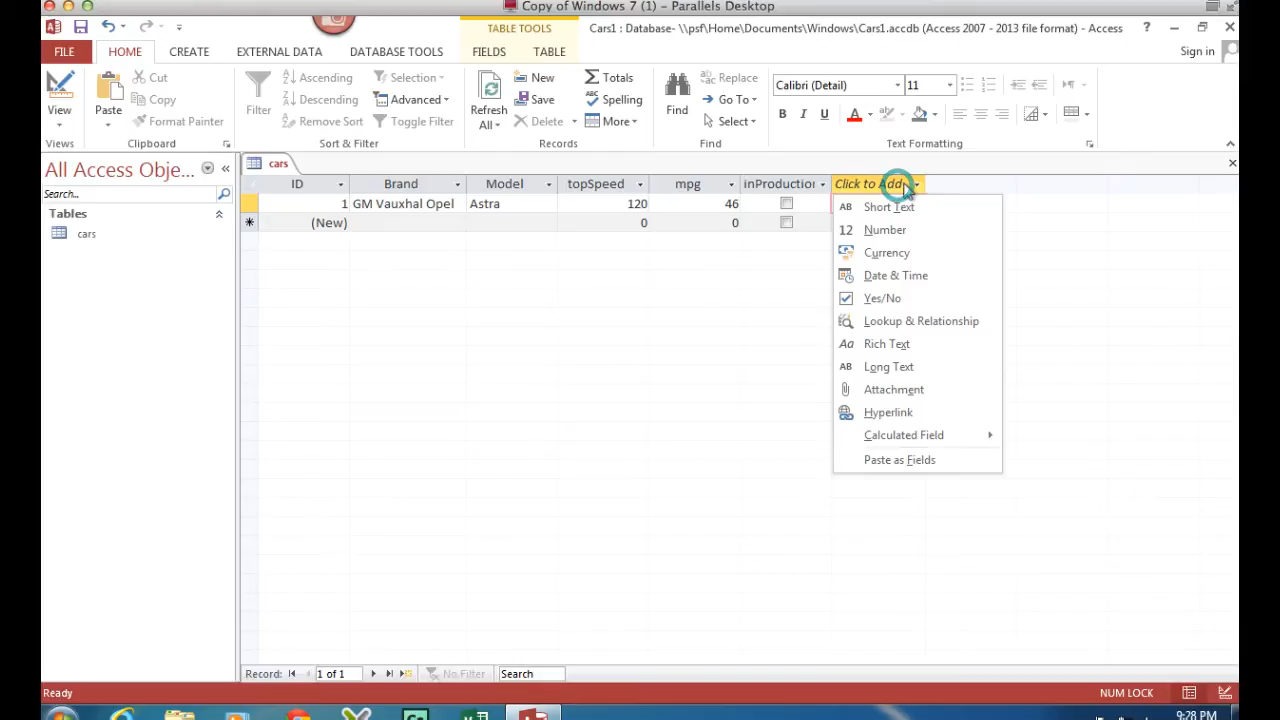 Copy of Windows 7 (1) - Parallels Desktop
TABLE TOOLS
Cars1 : Database- \\psf\Home\Documents\Windows\Cars1.accdb (Access 2007 - 2013 file format) - Access
FILE HOME CREATE EXTERNAL DATA DATABASE TOOLS FIELDS TABLE Sign in
View
Views
Paste
Cut
Copy
Format Painter
Clipboard
Filter
Ascending
Descending
Remove Sort
Selection
Advanced
Toggle Filter
Sort & Filter
Refresh
All
New
Save
Delete
Totals
Spelling
More
Records
Find
Replace
Go To
Select
Find
Calibri (Detail) 11
B I U A
Text Formatting
All Access Obje...
Search...
Tables
cars
cars
ID Brand Model topSpeed mpg inProduction Click to Add
1 GM Vauxhal Opel Astra 120 46
(New) 0 0
AB Short Text
12 Number
Currency
Date & Time
Yes/No
Lookup & Relationship
Aa Rich Text
AB Long Text
Attachment
Hyperlink
Calculated Field
Paste as Fields
Record: 1 of 1 No Filter Search
Ready NUM LOCK
9:28 PM